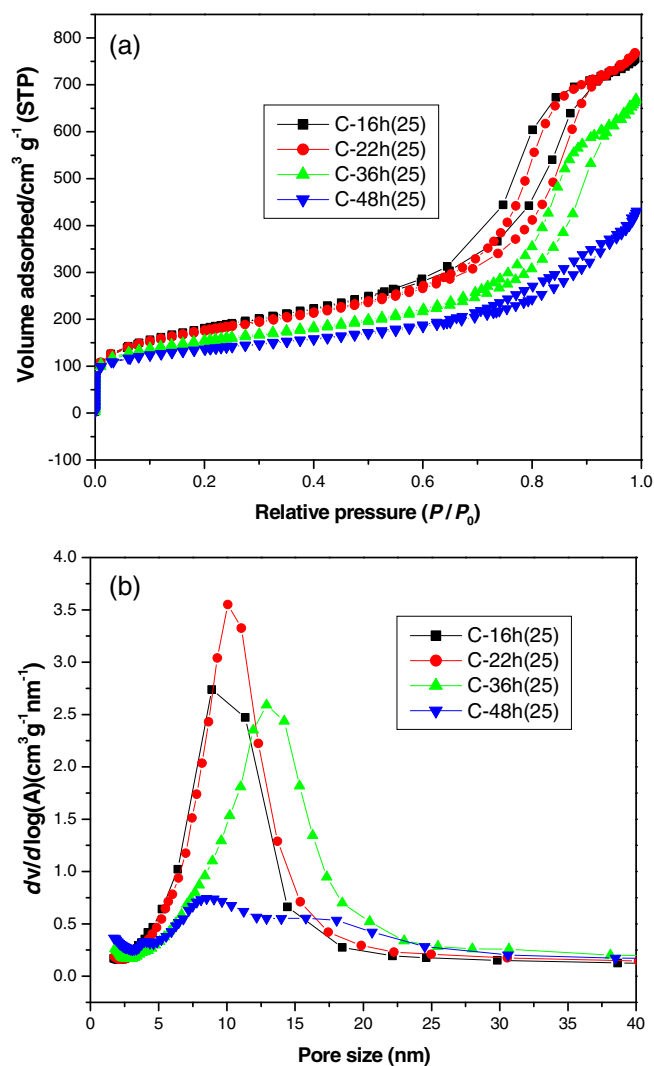 (a)
800
700
600
500
400
300
200
100
0
-100
Volume adsorbed/cm³ g⁻¹ (STP)
C-16h(25)
C-22h(25)
C-36h(25)
C-48h(25)
0.0 0.2 0.4 0.6 0.8 1.0
Relative pressure (P/P₀)
(b)
4.0
3.5
3.0
2.5
2.0
1.5
1.0
0.5
0.0
dv/dlog(A)(cm³g⁻¹nm⁻¹)
C-16h(25)
C-22h(25)
C-36h(25)
C-48h(25)
0 5 10 15 20 25 30 35 40
Pore size (nm)